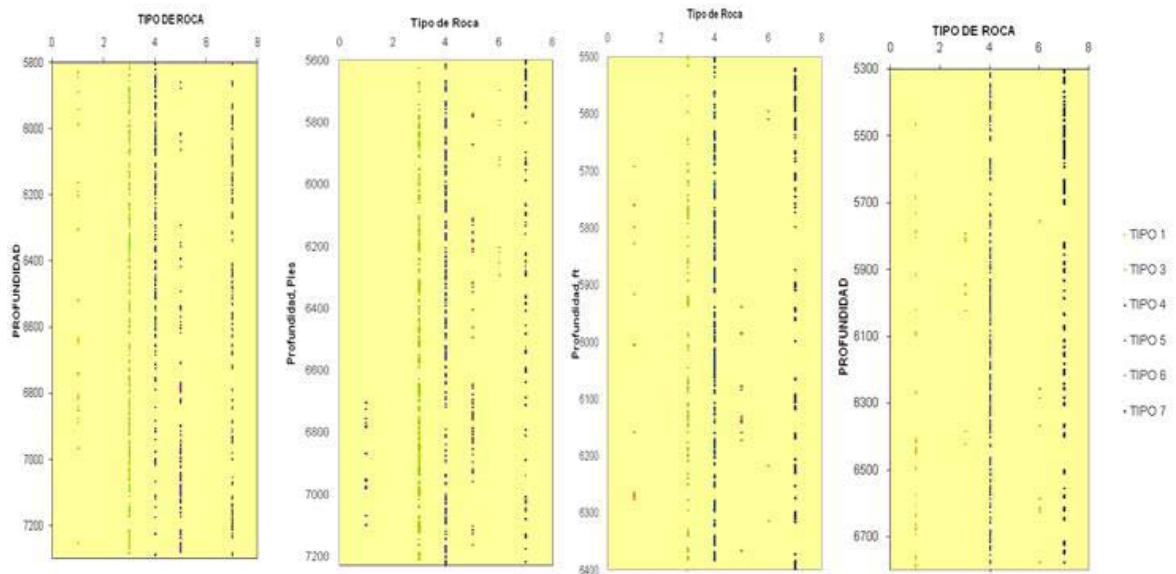 TIPO DE ROCA
0 2 4 6 8
PROFUNDIDAD
5800
6000
6200
6400
6600
6800
7000
7200
Tipo de Roca
0 2 4 6 8
Profundidad, Pies
5600
5800
6000
6200
6400
6600
6800
7000
7200
Tipo de Roca
0 2 4 6 8
Profundidad, ft
5500
5600
5700
5800
5900
6000
6100
6200
6300
6400
TIPO DE ROCA
0 2 4 6 8
PROFUNDIDAD
5300
5500
5700
5900
6100
6300
6500
6700
TIPO 1
TIPO 3
TIPO 4
TIPO 5
TIPO 6
TIPO 7